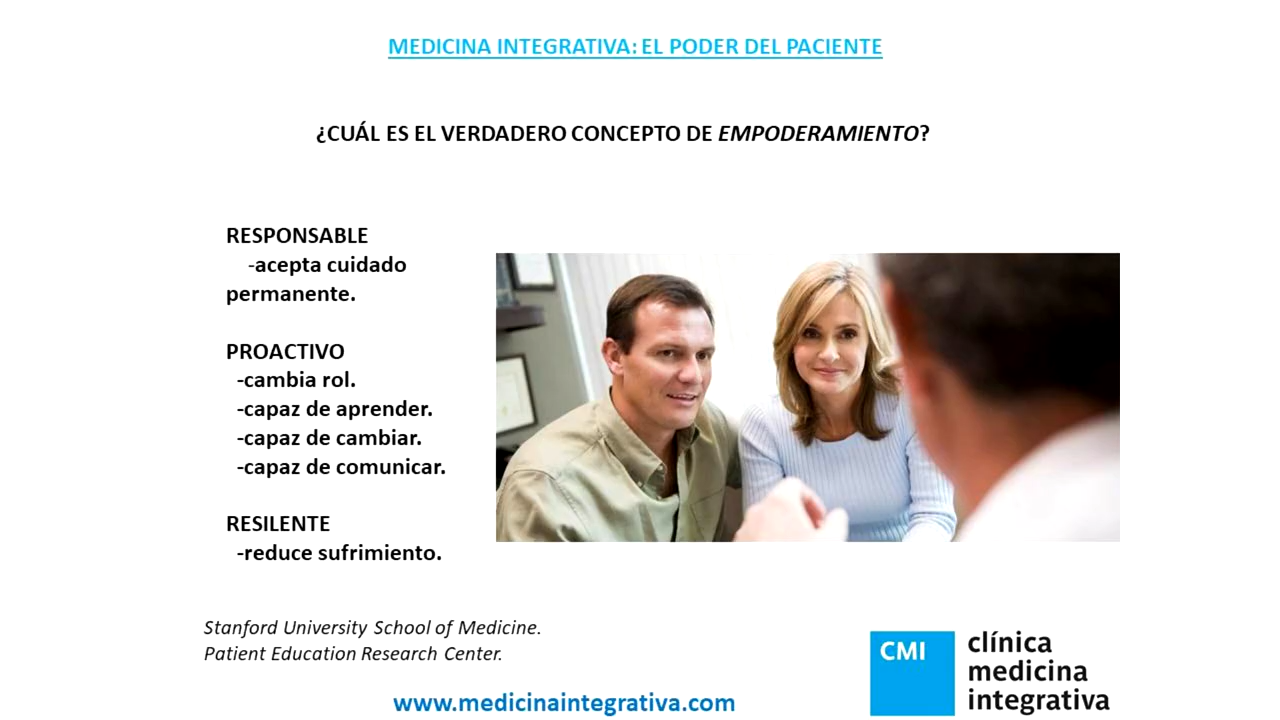 MEDICINA INTEGRATIVA: EL PODER DEL PACIENTE
¿CUÁL ES EL VERDADERO CONCEPTO DE EMPODERAMIENTO?
RESPONSABLE
-acepta cuidado
permanente.
PROACTIVO
-cambia rol.
-capaz de aprender.
-capaz de cambiar.
-capaz de comunicar.
RESILENTE
-reduce sufrimiento.
Stanford University School of Medicine.
Patient Education Research Center.
www.medicinaintegrativa.com
CMI
clínica
medicina
integrativa